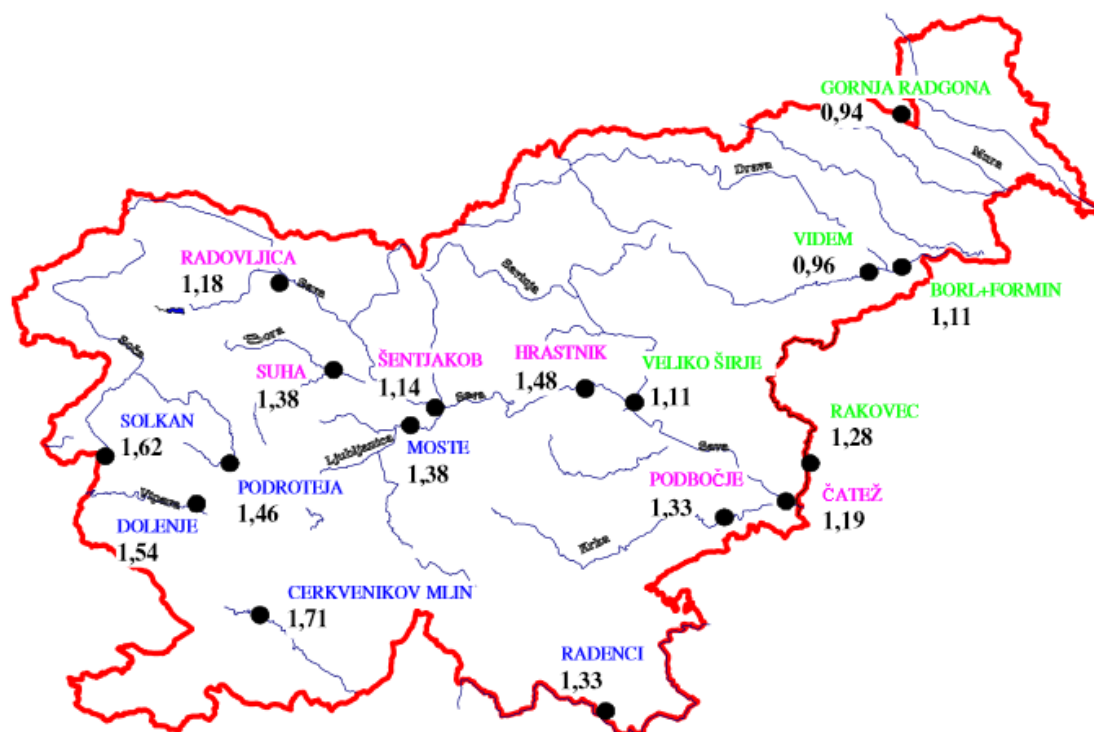 GORNJA RADGONA
0,94
Mura
Drava
VIDEM
0,96
BORL+FORMIN
1,11
RADOVLJICA
1,18
Sava
Savinja
Sora
Soča
SUHA
1,38
ŠENTJAKOB
1,14
HRASTNIK
1,48
VELIKO ŠIRJE
1,11
Sava
SOLKAN
1,62
MOSTE
1,38
Ljubljanica
RAKOVEC
1,28
Sava
PODROTEJA
1,46
PODBOČJE
1,33
ČATEŽ
1,19
Vipava
DOLENJE
1,54
Krka
CERKVENIKOV MLIN
1,71
RADENCI
1,33